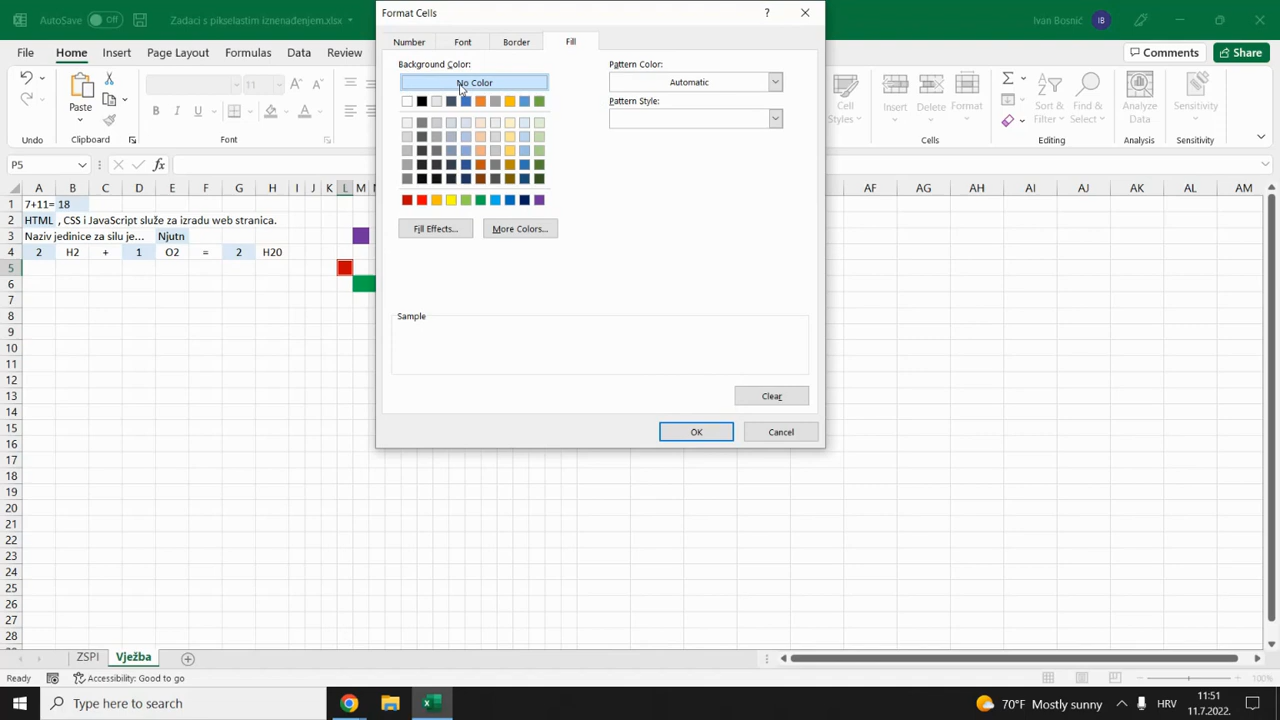 AutoSave Off
Zadaci s pikselastim iznenađenjem.xlsx
Ivan Bosnić IB
Format Cells
?
File Home Insert Page Layout Formulas Data Review
Comments Share
Number Font Border Fill
Background Color:
No Color
Pattern Color:
Automatic
Pattern Style:
Fill Effects...
More Colors...
Sample
Clear
OK
Cancel
Paste
11
B I U
Cell Styles
Insert
Delete
Format
Sort & Filter
Find & Select
Analyze Data
Sensitivity
Clipboard
Font
Cells
Editing
Analysis
Sensitivity
P5
fx
A B C D E F G H I J K L M AF AG AH AI AJ AK AL AM
1 7+11= 18
2 HTML , CSS i JavaScript služe za izradu web stranica.
3 Naziv jedinice za silu je... Njutn
4 2 H2 + 1 O2 = 2 H20
5
6
7
8
9
10
11
12
13
14
15
16
17
18
19
20
21
22
23
24
25
26
27
28
ZSPI Vježba
Ready
Accessibility: Good to go
100%
Type here to search
70°F Mostly sunny
HRV
11:51
11.7.2022.